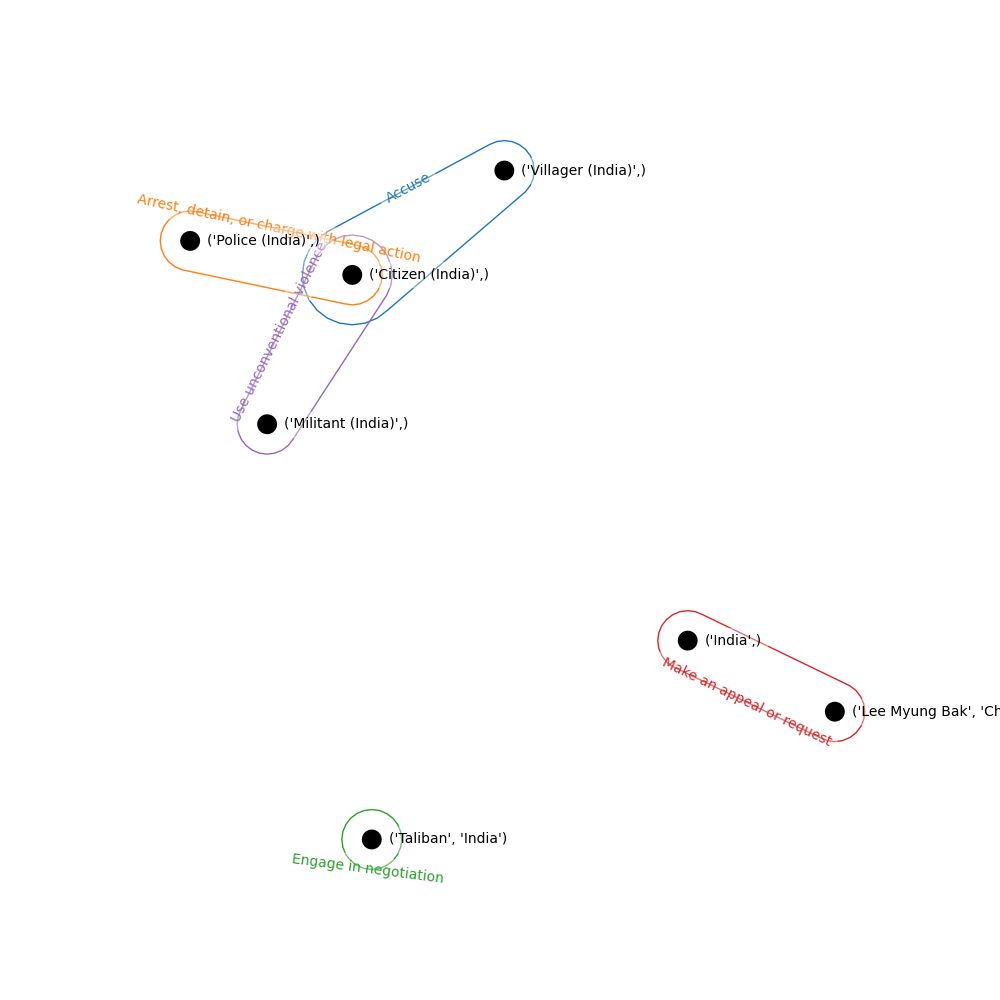 ('Villager (India)',)
Accuse
Arrest, detain, or charge with legal action
('Police (India)',)
('Citizen (India)',)
Use unconventional violence
('Militant (India)',)
('India',)
Make an appeal or request
('Lee Myung Bak', 'Ch
('Taliban', 'India')
Engage in negotiation